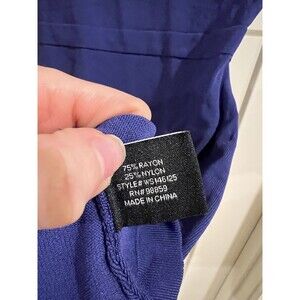 75% RAYON
25% NYLON
STYLE# WS146125
RN# 98859
MADE IN CHINA